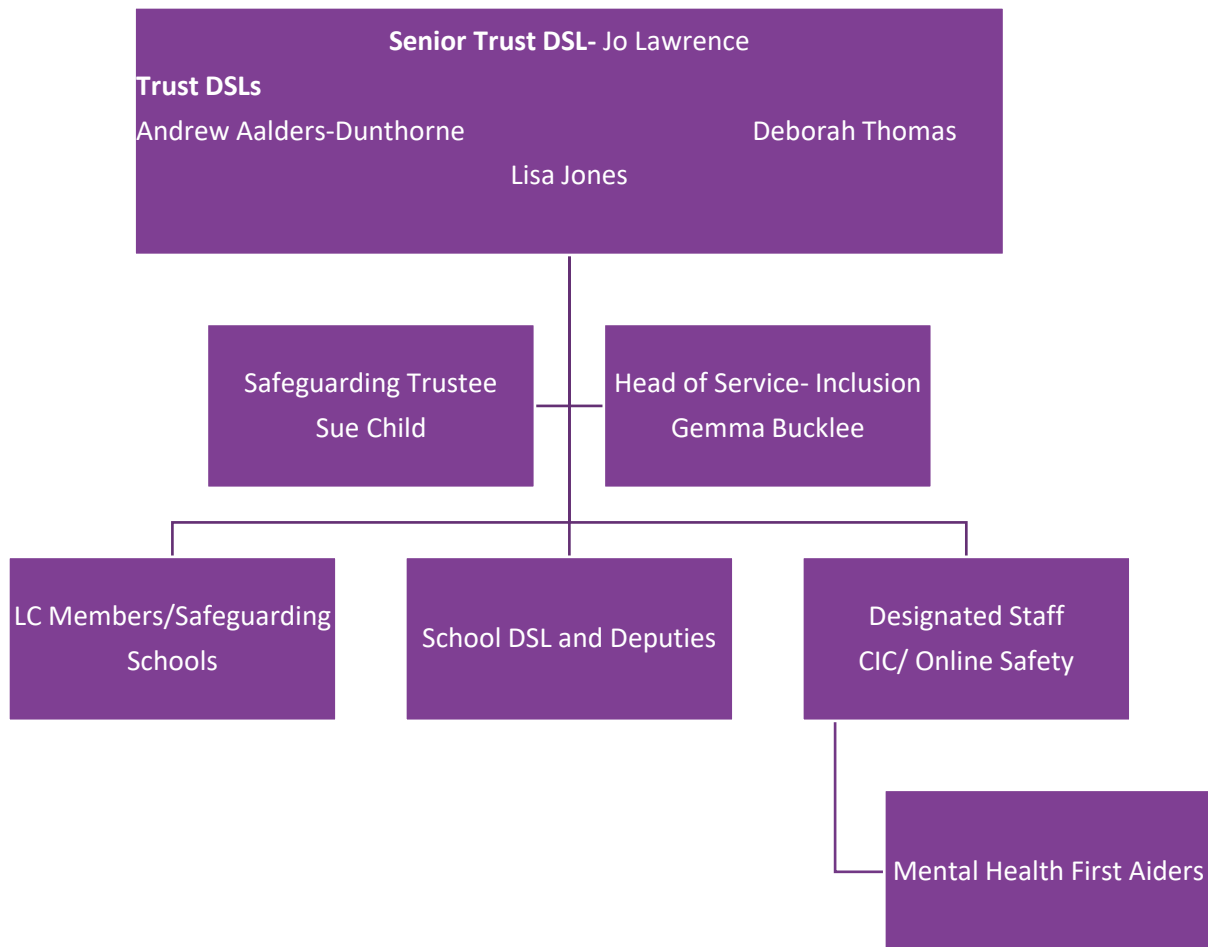 Senior Trust DSL- Jo Lawrence
Trust DSLs
Andrew Aalders-Dunthorne Deborah Thomas
Lisa Jones
Safeguarding Trustee
Sue Child
Head of Service- Inclusion
Gemma Bucklee
LC Members/Safeguarding
Schools
School DSL and Deputies
Designated Staff
CIC/ Online Safety
Mental Health First Aiders